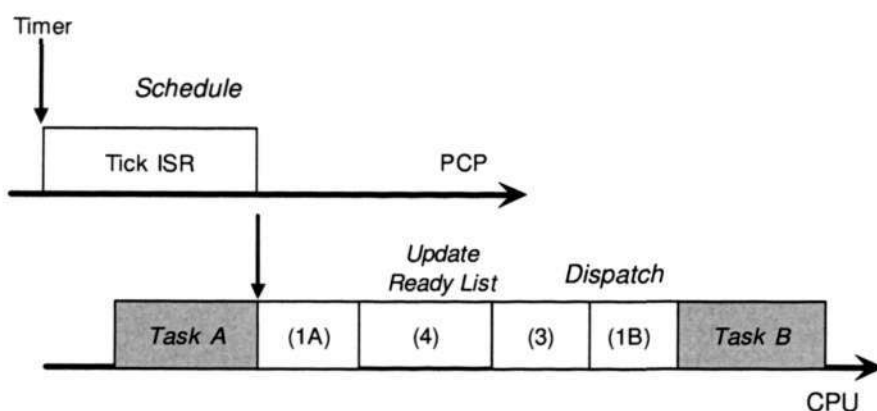 Timer
Schedule
Tick ISR
PCP
Update
Ready List
Dispatch
Task A
(1A)
(4)
(3)
(1B)
Task B
CPU